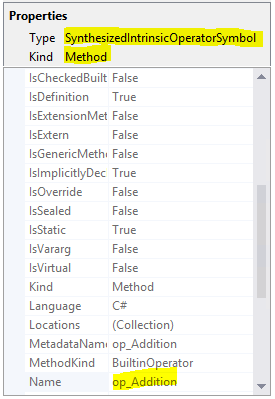 Properties
Type SynthesizedIntrinsicOperatorSymbol
Kind Method
IsCheckedBuilt False
IsDefinition True
IsExtensionMet False
IsExtern False
IsGenericMetho False
IsImplicitlyDecl True
IsOverride False
IsSealed False
IsStatic True
IsVararg False
IsVirtual False
Kind Method
Language C#
Locations (Collection)
MetadataName op_Addition
MethodKind BuiltinOperator
Name op_Addition